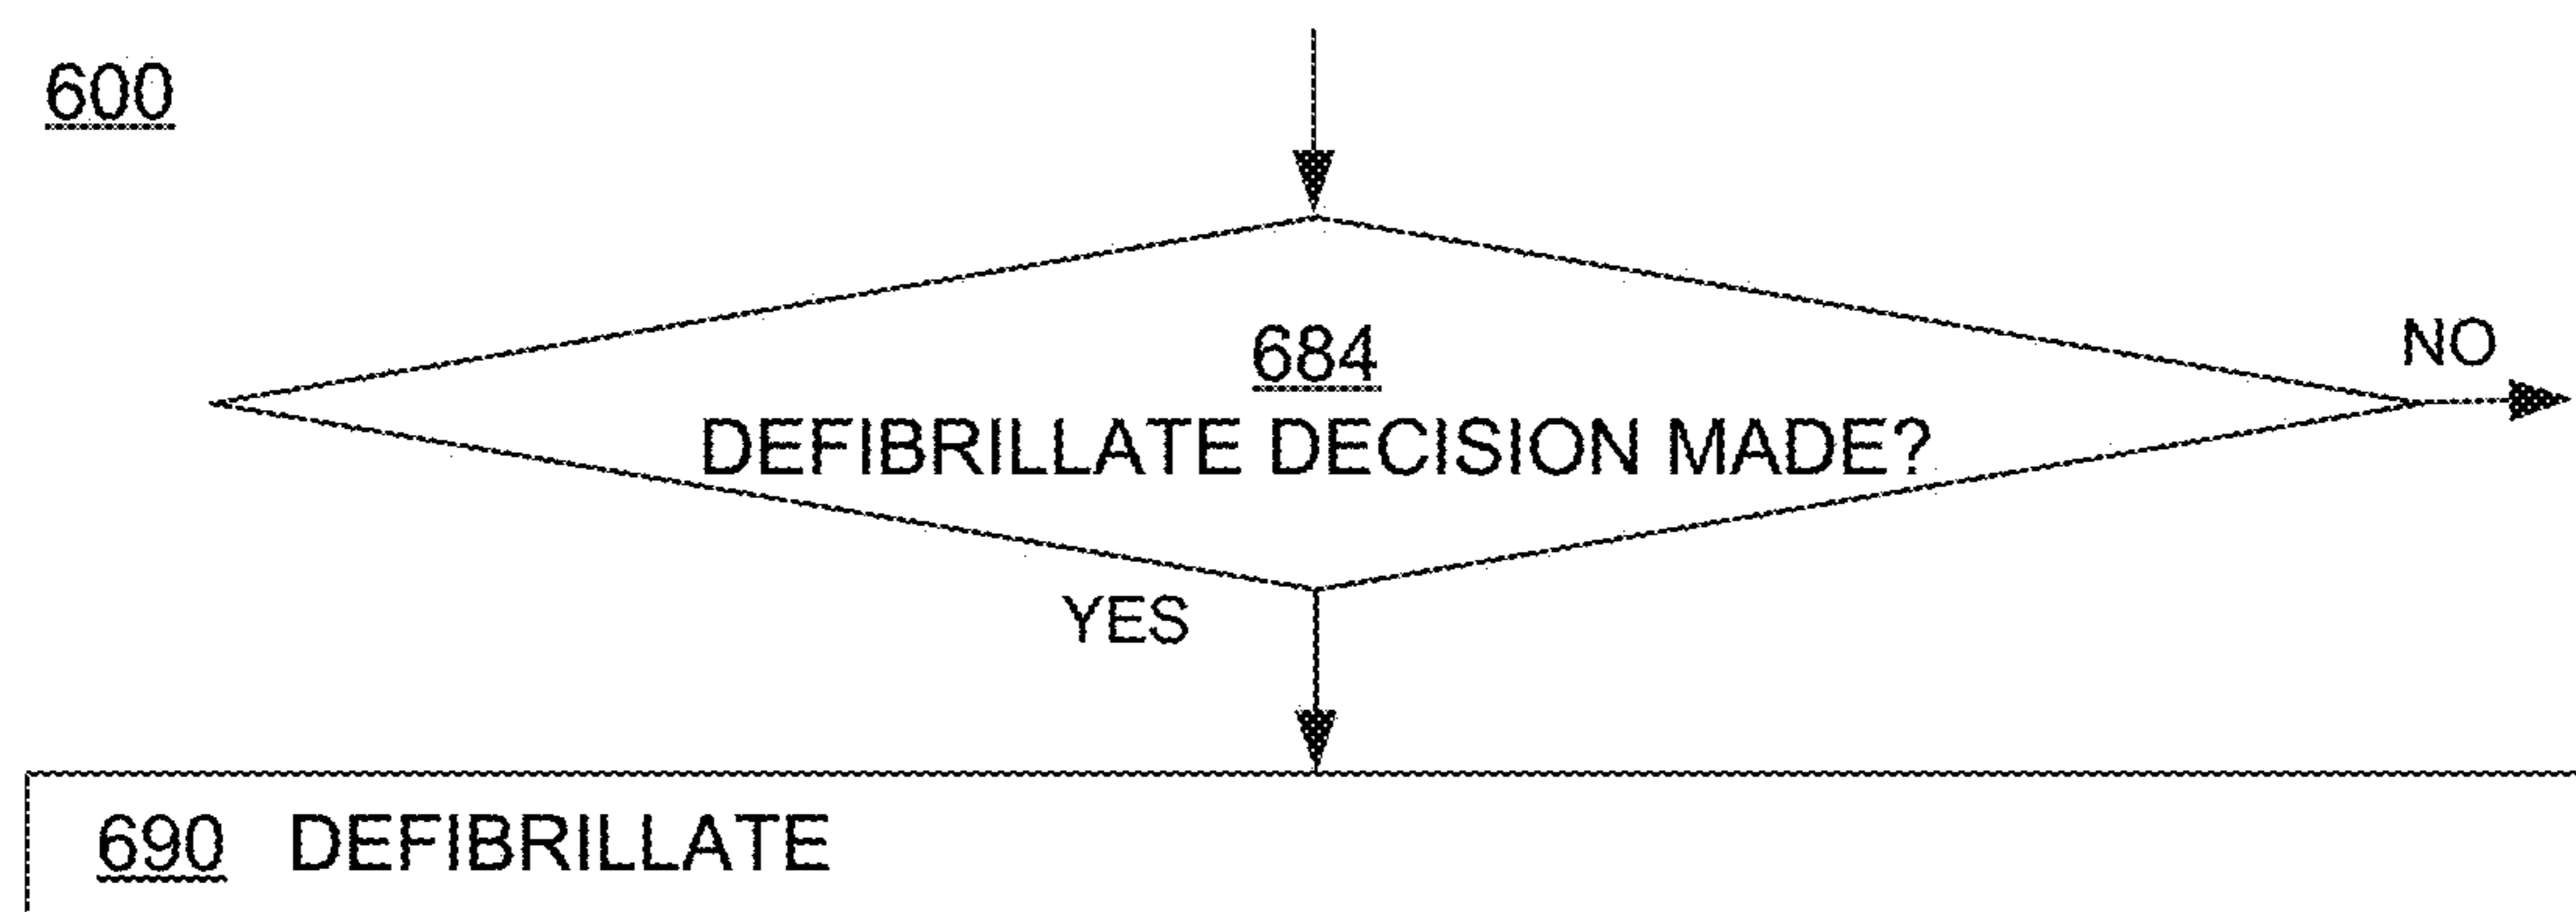 600
684
NO
DEFIBRILLATE DECISION MADE?
YES
690 DEFIBRILLATE